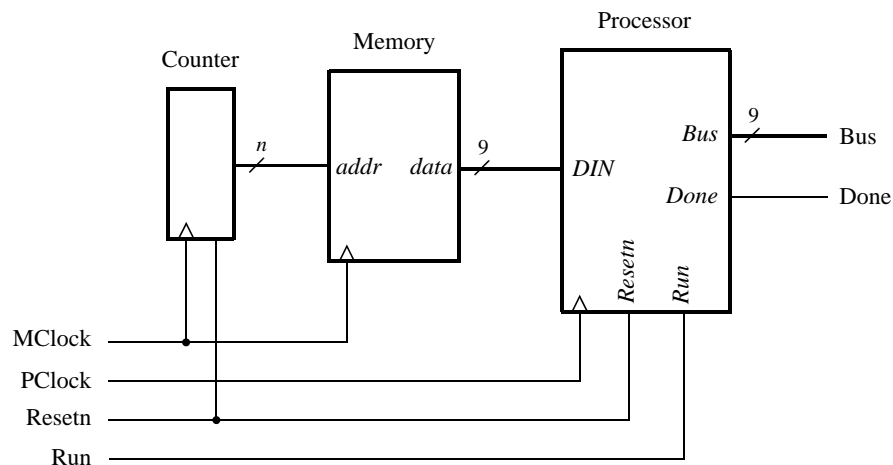 Processor
Memory
Counter
n
addr
data
9
DIN
Bus
9
Bus
Done
Done
Resetn
Run
MClock
PClock
Resetn
Run